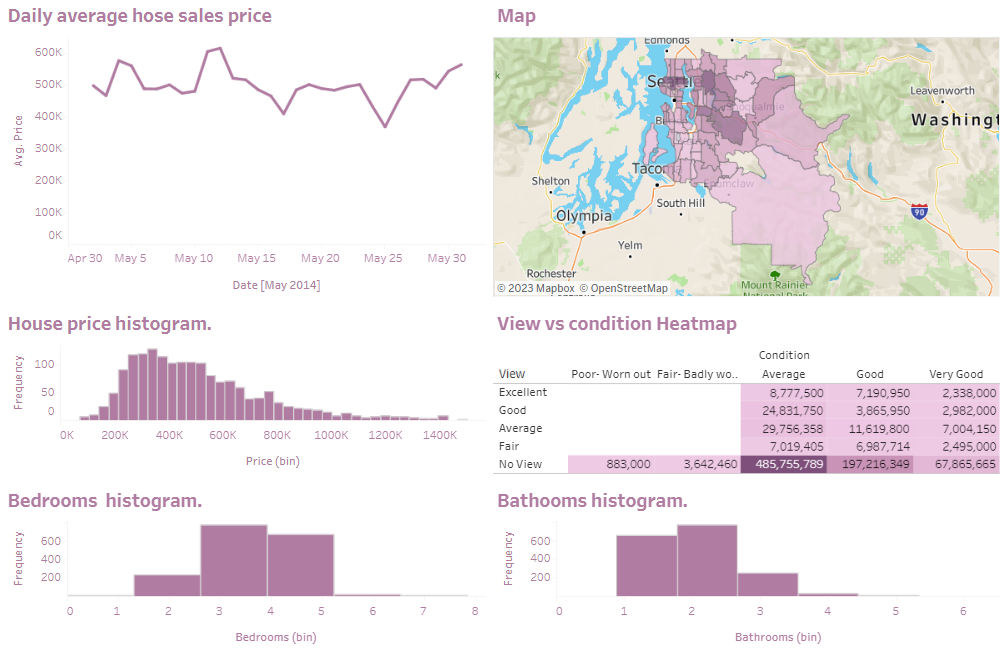 Daily average hose sales price
600K
500K
400K
300K
200K
100K
0K
Avg. Price
Apr 30 May 5 May 10 May 15 May 20 May 25 May 30
Date [May 2014]
Map
Edmonds
Leavenworth
Washingt
Shelton
Olympia
South Hill
Yelm
Rochester
Mount Rainier
National Park
90
© 2023 Mapbox © OpenStreetMap
House price histogram.
Frequency
100
50
0
0K 200K 400K 600K 800K 1000K 1200K 1400K
Price (bin)
View vs condition Heatmap
Condition
View Poor- Worn out Fair- Badly wo.. Average Good Very Good
Excellent 8,777,500 7,190,950 2,338,000
Good 24,831,750 3,865,950 2,982,000
Average 29,756,358 11,619,800 7,004,150
Fair 7,019,405 6,987,714 2,495,000
No View 883,000 3,642,460 485,755,789 197,216,349 67,865,665
Bedrooms histogram.
Frequency
600
400
200
0 1 2 3 4 5 6 7 8
Bedrooms (bin)
Bathooms histogram.
Frequency
600
400
200
0 1 2 3 4 5 6
Bathrooms (bin)